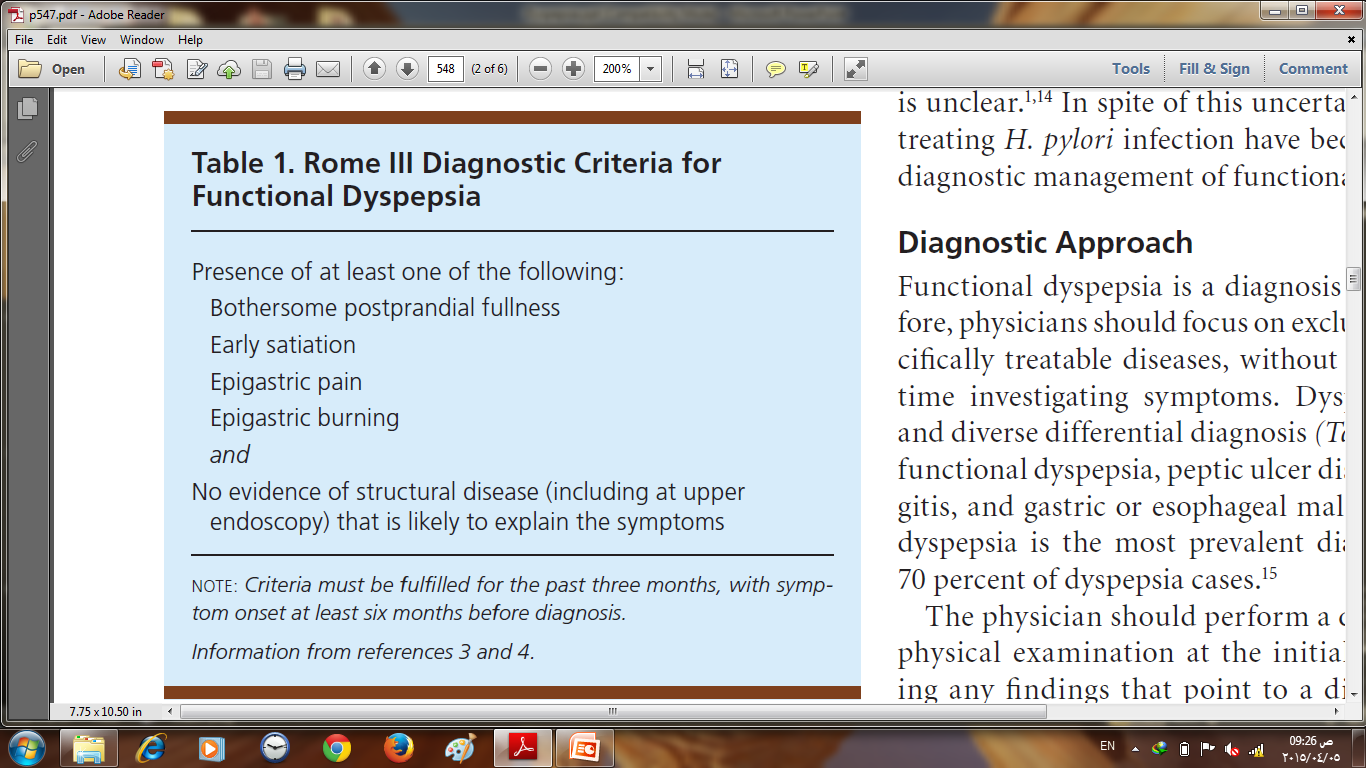 p547.pdf - Adobe Reader
File Edit View Window Help
Open 548 (2 of 6) 200% Tools Fill & Sign Comment
Table 1. Rome III Diagnostic Criteria for
Functional Dyspepsia
Presence of at least one of the following:
Bothersome postprandial fullness
Early satiation
Epigastric pain
Epigastric burning
and
No evidence of structural disease (including at upper
endoscopy) that is likely to explain the symptoms
NOTE: Criteria must be fulfilled for the past three months, with symp-
tom onset at least six months before diagnosis.
Information from references 3 and 4.
is unclear.1,14 In spite of this uncerta
treating H. pylori infection have bec
diagnostic management of functiona
Diagnostic Approach
Functional dyspepsia is a diagnosis
fore, physicians should focus on exclu
cifically treatable diseases, without
time investigating symptoms. Dys
and diverse differential diagnosis (Ta
functional dyspepsia, peptic ulcer di
gitis, and gastric or esophageal mal
dyspepsia is the most prevalent dia
70 percent of dyspepsia cases.15
The physician should perform a c
physical examination at the initial
ing any findings that point to a di
7.75 x 10.50 in
EN
09:26 ص
٢٠١٥/٠٤/٠٥